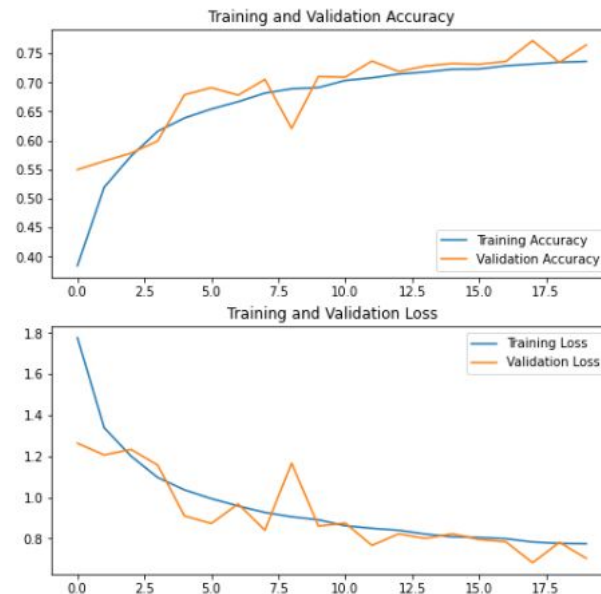 Training and Validation Accuracy
0.75
0.70
0.65
0.60
0.55
0.50
0.45
0.40
Training Accuracy
Validation Accuracy
0.0 2.5 5.0 7.5 10.0 12.5 15.0 17.5
Training and Validation Loss
1.8
1.6
1.4
1.2
1.0
0.8
Training Loss
Validation Loss
0.0 2.5 5.0 7.5 10.0 12.5 15.0 17.5